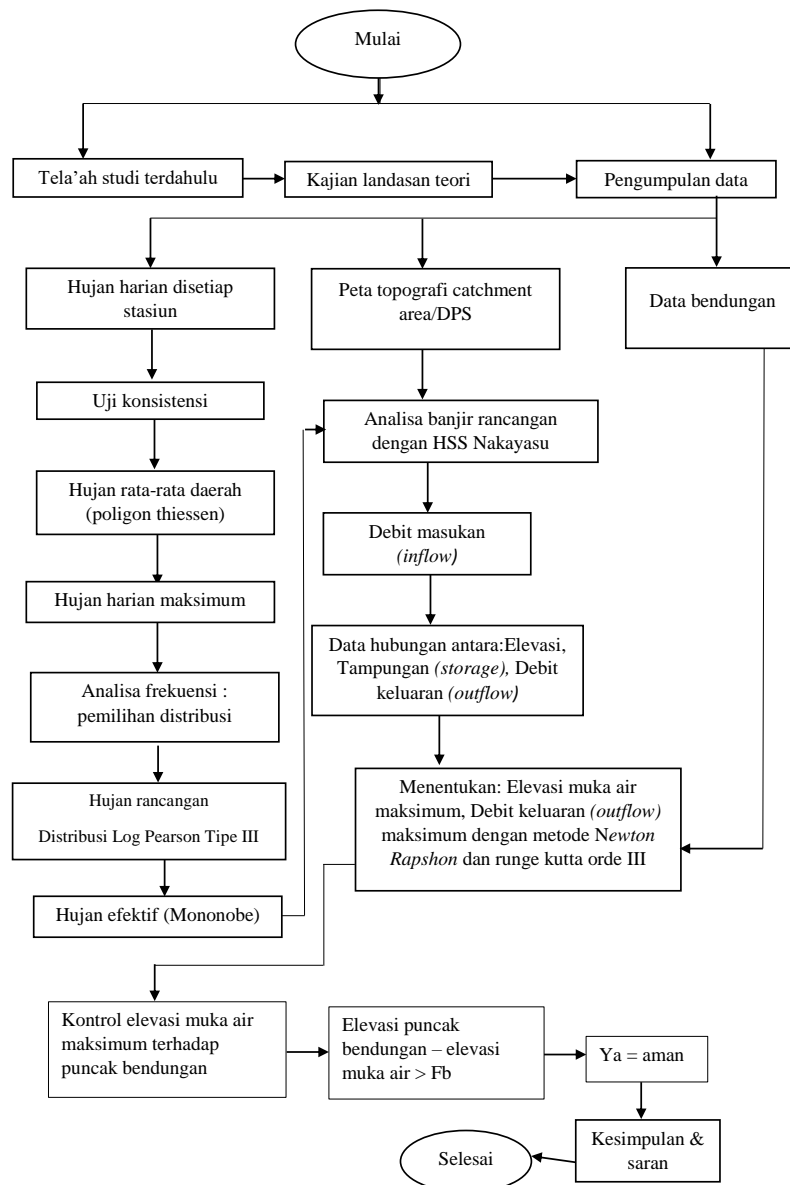 Mulai
Tela’ah studi terdahulu
Kajian landasan teori
Pengumpulan data
Hujan harian disetiap
stasiun
Peta topografi catchment
area/DPS
Data bendungan
Uji konsistensi
Analisa banjir rancangan
dengan HSS Nakayasu
Hujan rata-rata daerah
(poligon thiessen)
Debit masukan
(inflow)
Hujan harian maksimum
Data hubungan antara:Elevasi,
Tampungan (storage), Debit
keluaran (outflow)
Analisa frekuensi :
pemilihan distribusi
Hujan rancangan
Distribusi Log Pearson Tipe III
Menentukan: Elevasi muka air
maksimum, Debit keluaran (outflow)
maksimum dengan metode Newton
Rapshon dan runge kutta orde III
Hujan efektif (Mononobe)
Kontrol elevasi muka air
maksimum terhadap
puncak bendungan
Elevasi puncak
bendungan – elevasi
muka air > Fb
Ya = aman
Kesimpulan &
saran
Selesai